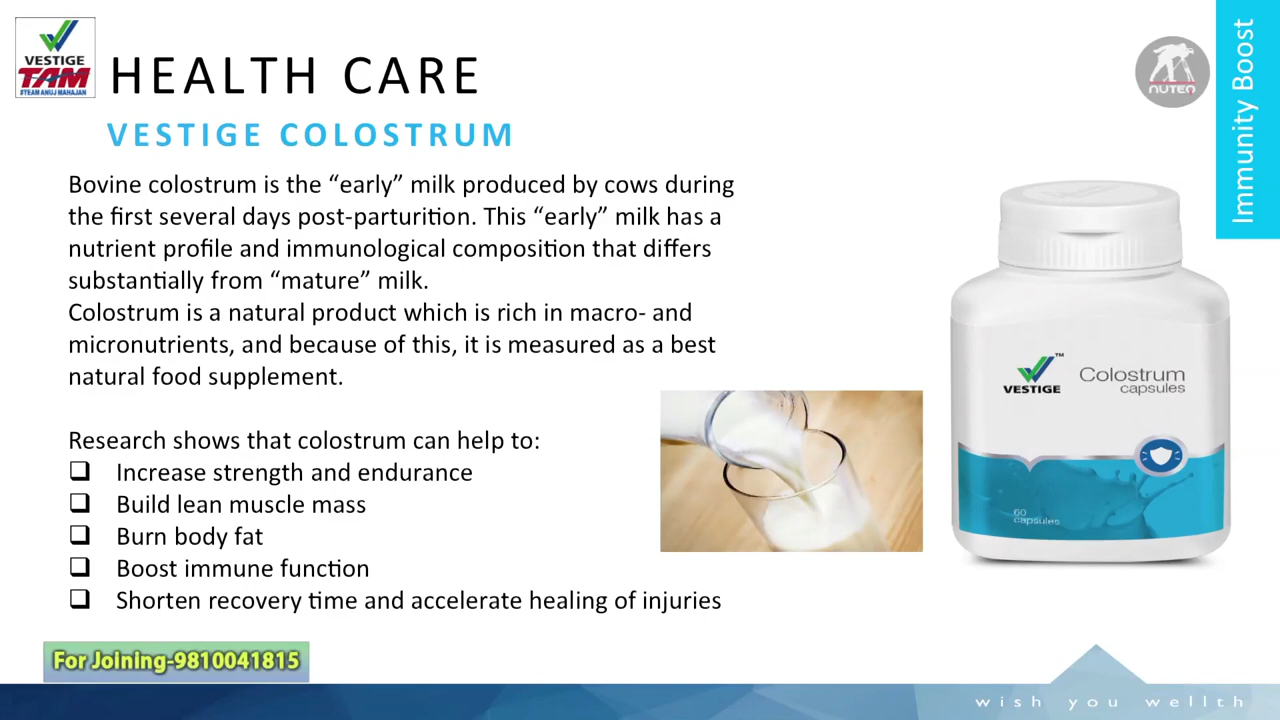 VESTIGE
TAM
STEAM ANUJ MAHAJAN
HEALTH CARE
VESTIGE COLOSTRUM
NUTEQ
Immunity Boost
Bovine colostrum is the “early” milk produced by cows during
the first several days post-parturition. This “early” milk has a
nutrient profile and immunological composition that differs
substantially from “mature” milk.
Colostrum is a natural product which is rich in macro- and
micronutrients, and because of this, it is measured as a best
natural food supplement.
Research shows that colostrum can help to:
Increase strength and endurance
Build lean muscle mass
Burn body fat
Boost immune function
Shorten recovery time and accelerate healing of injuries
VESTIGE™
Colostrum
capsules
60
capsules
For Joining-9810041815
wish you wellth